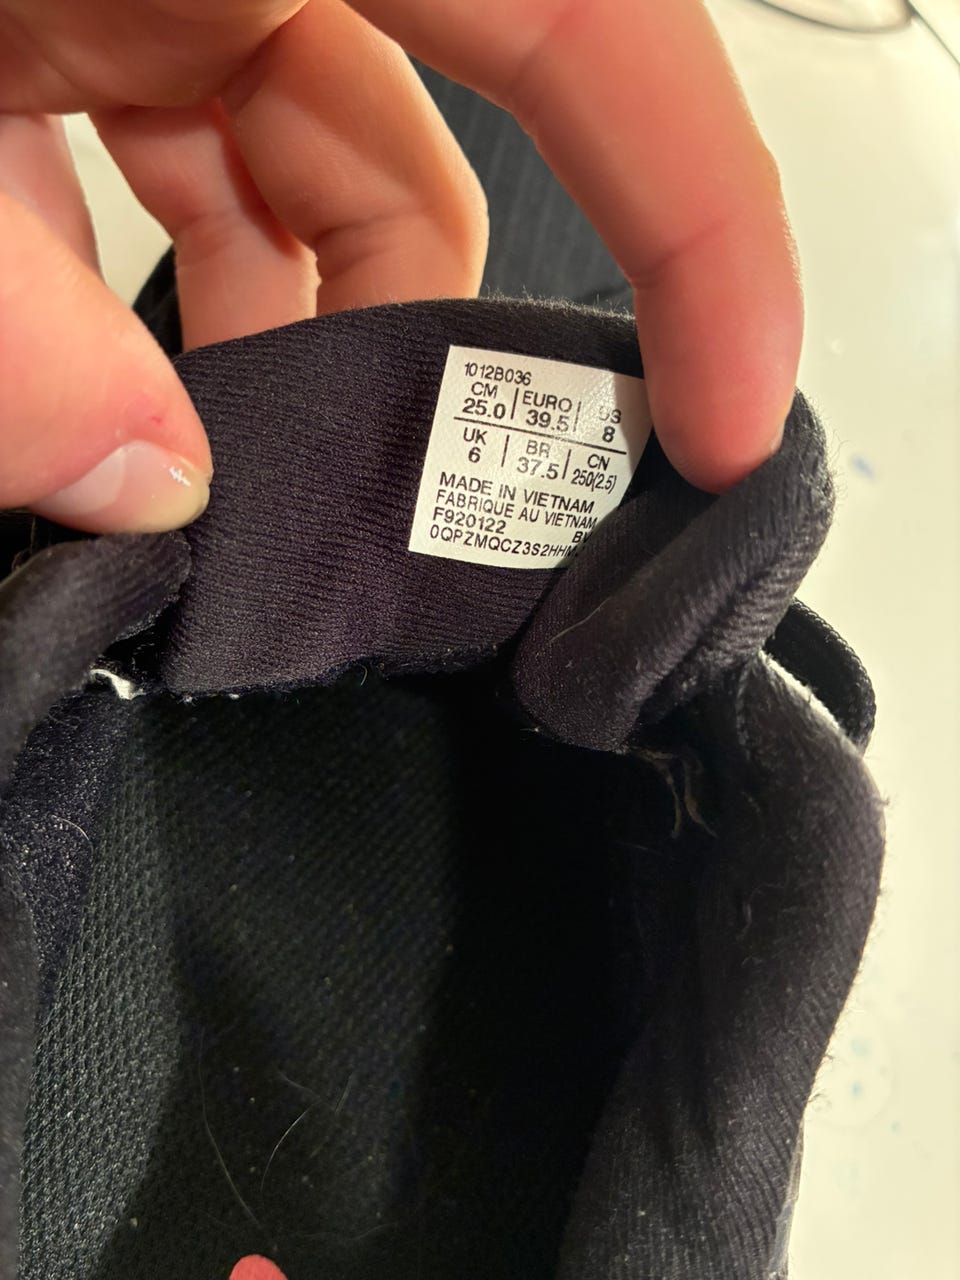 1012B036
CM EURO US
25.0 39.5 8
UK BR CN
6 37.5 250(2.5)
MADE IN VIETNAM
FABRIQUE AU VIETNAM
F920122